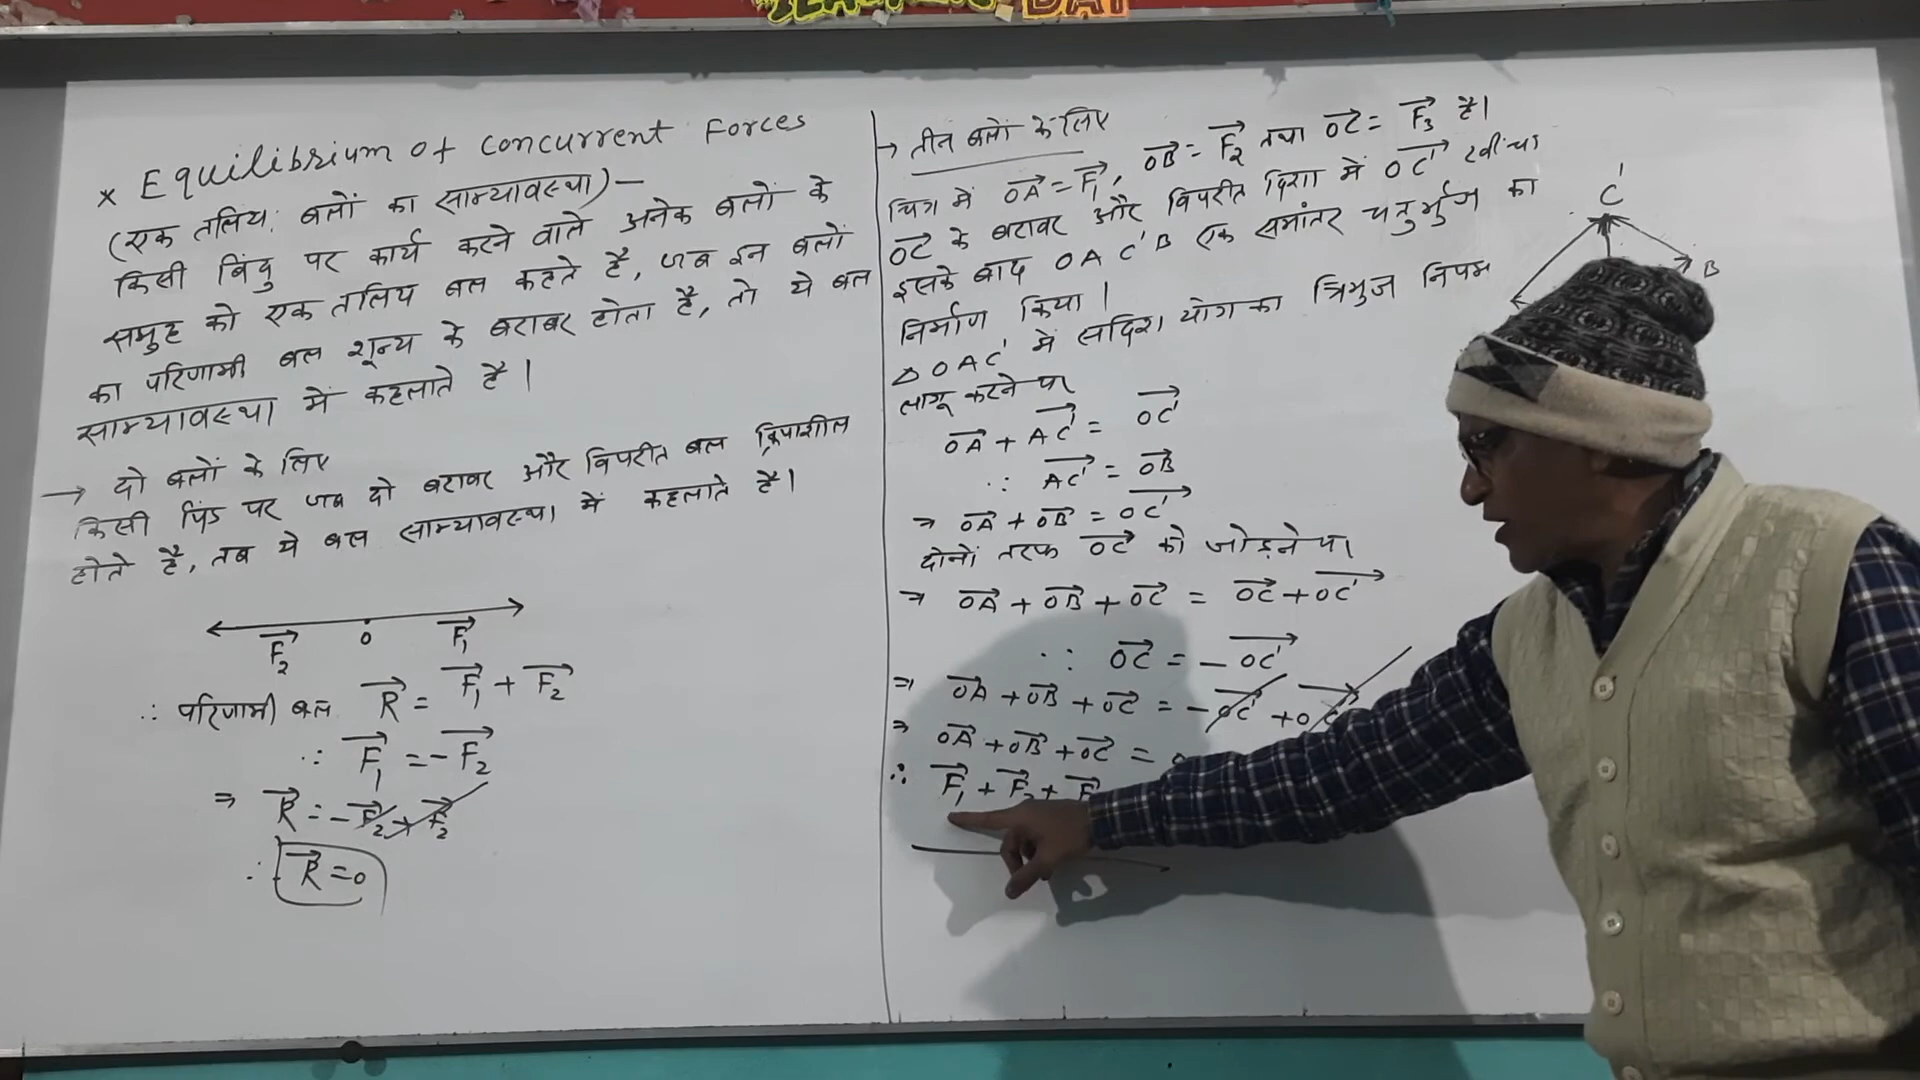 * Equilibrium of Concurrent Forces
(एक तलिय बलों का साम्यावस्था) –
किसी बिंदु पर कार्य करने वाले अनेक बलों के
समुह को एक तलिय बल कहते है, जब इन बलों
का परिणामी बल शून्य के बराबर होता है, तो ये बल
साम्यावस्था में कहलाते है।
→ दो बलों के लिए
किसी पिंड पर जब दो बराबर और विपरीत बल क्रियाशील
होते है, तब ये बल साम्यावस्था में कहलाते है।
F₂⃗ O F₁⃗
∴ परिणामी बल R⃗ = F₁⃗ + F₂⃗
∵ F₁⃗ = -F₂⃗
⇒ R⃗ = -F₂⃗ + F₂⃗
∴ R⃗ = 0
→ तीन बलों के लिए
चित्र में OA⃗ = F₁⃗, OB⃗ = F₂⃗ तथा OC⃗ = F₃⃗ है।
OC⃗ के बराबर और विपरीत दिशा में OC'⃗ खींचा
इसके बाद OAC'B एक समांतर चतुर्भुज का
निर्माण किया।
△OAC' में सदिश योग का त्रिभुज नियम
लागू करने पर
OA⃗ + AC'⃗ = OC'⃗
∵ AC'⃗ = OB⃗
⇒ OA⃗ + OB⃗ = OC'⃗
दोनों तरफ OC⃗ को जोड़ने पर
⇒ OA⃗ + OB⃗ + OC⃗ = OC⃗ + OC'⃗
∵ OC⃗ = -OC'⃗
⇒ OA⃗ + OB⃗ + OC⃗ = -OC'⃗ + OC'⃗
⇒ OA⃗ + OB⃗ + OC⃗ = 0
∴ F₁⃗ + F₂⃗ + F
C'
B